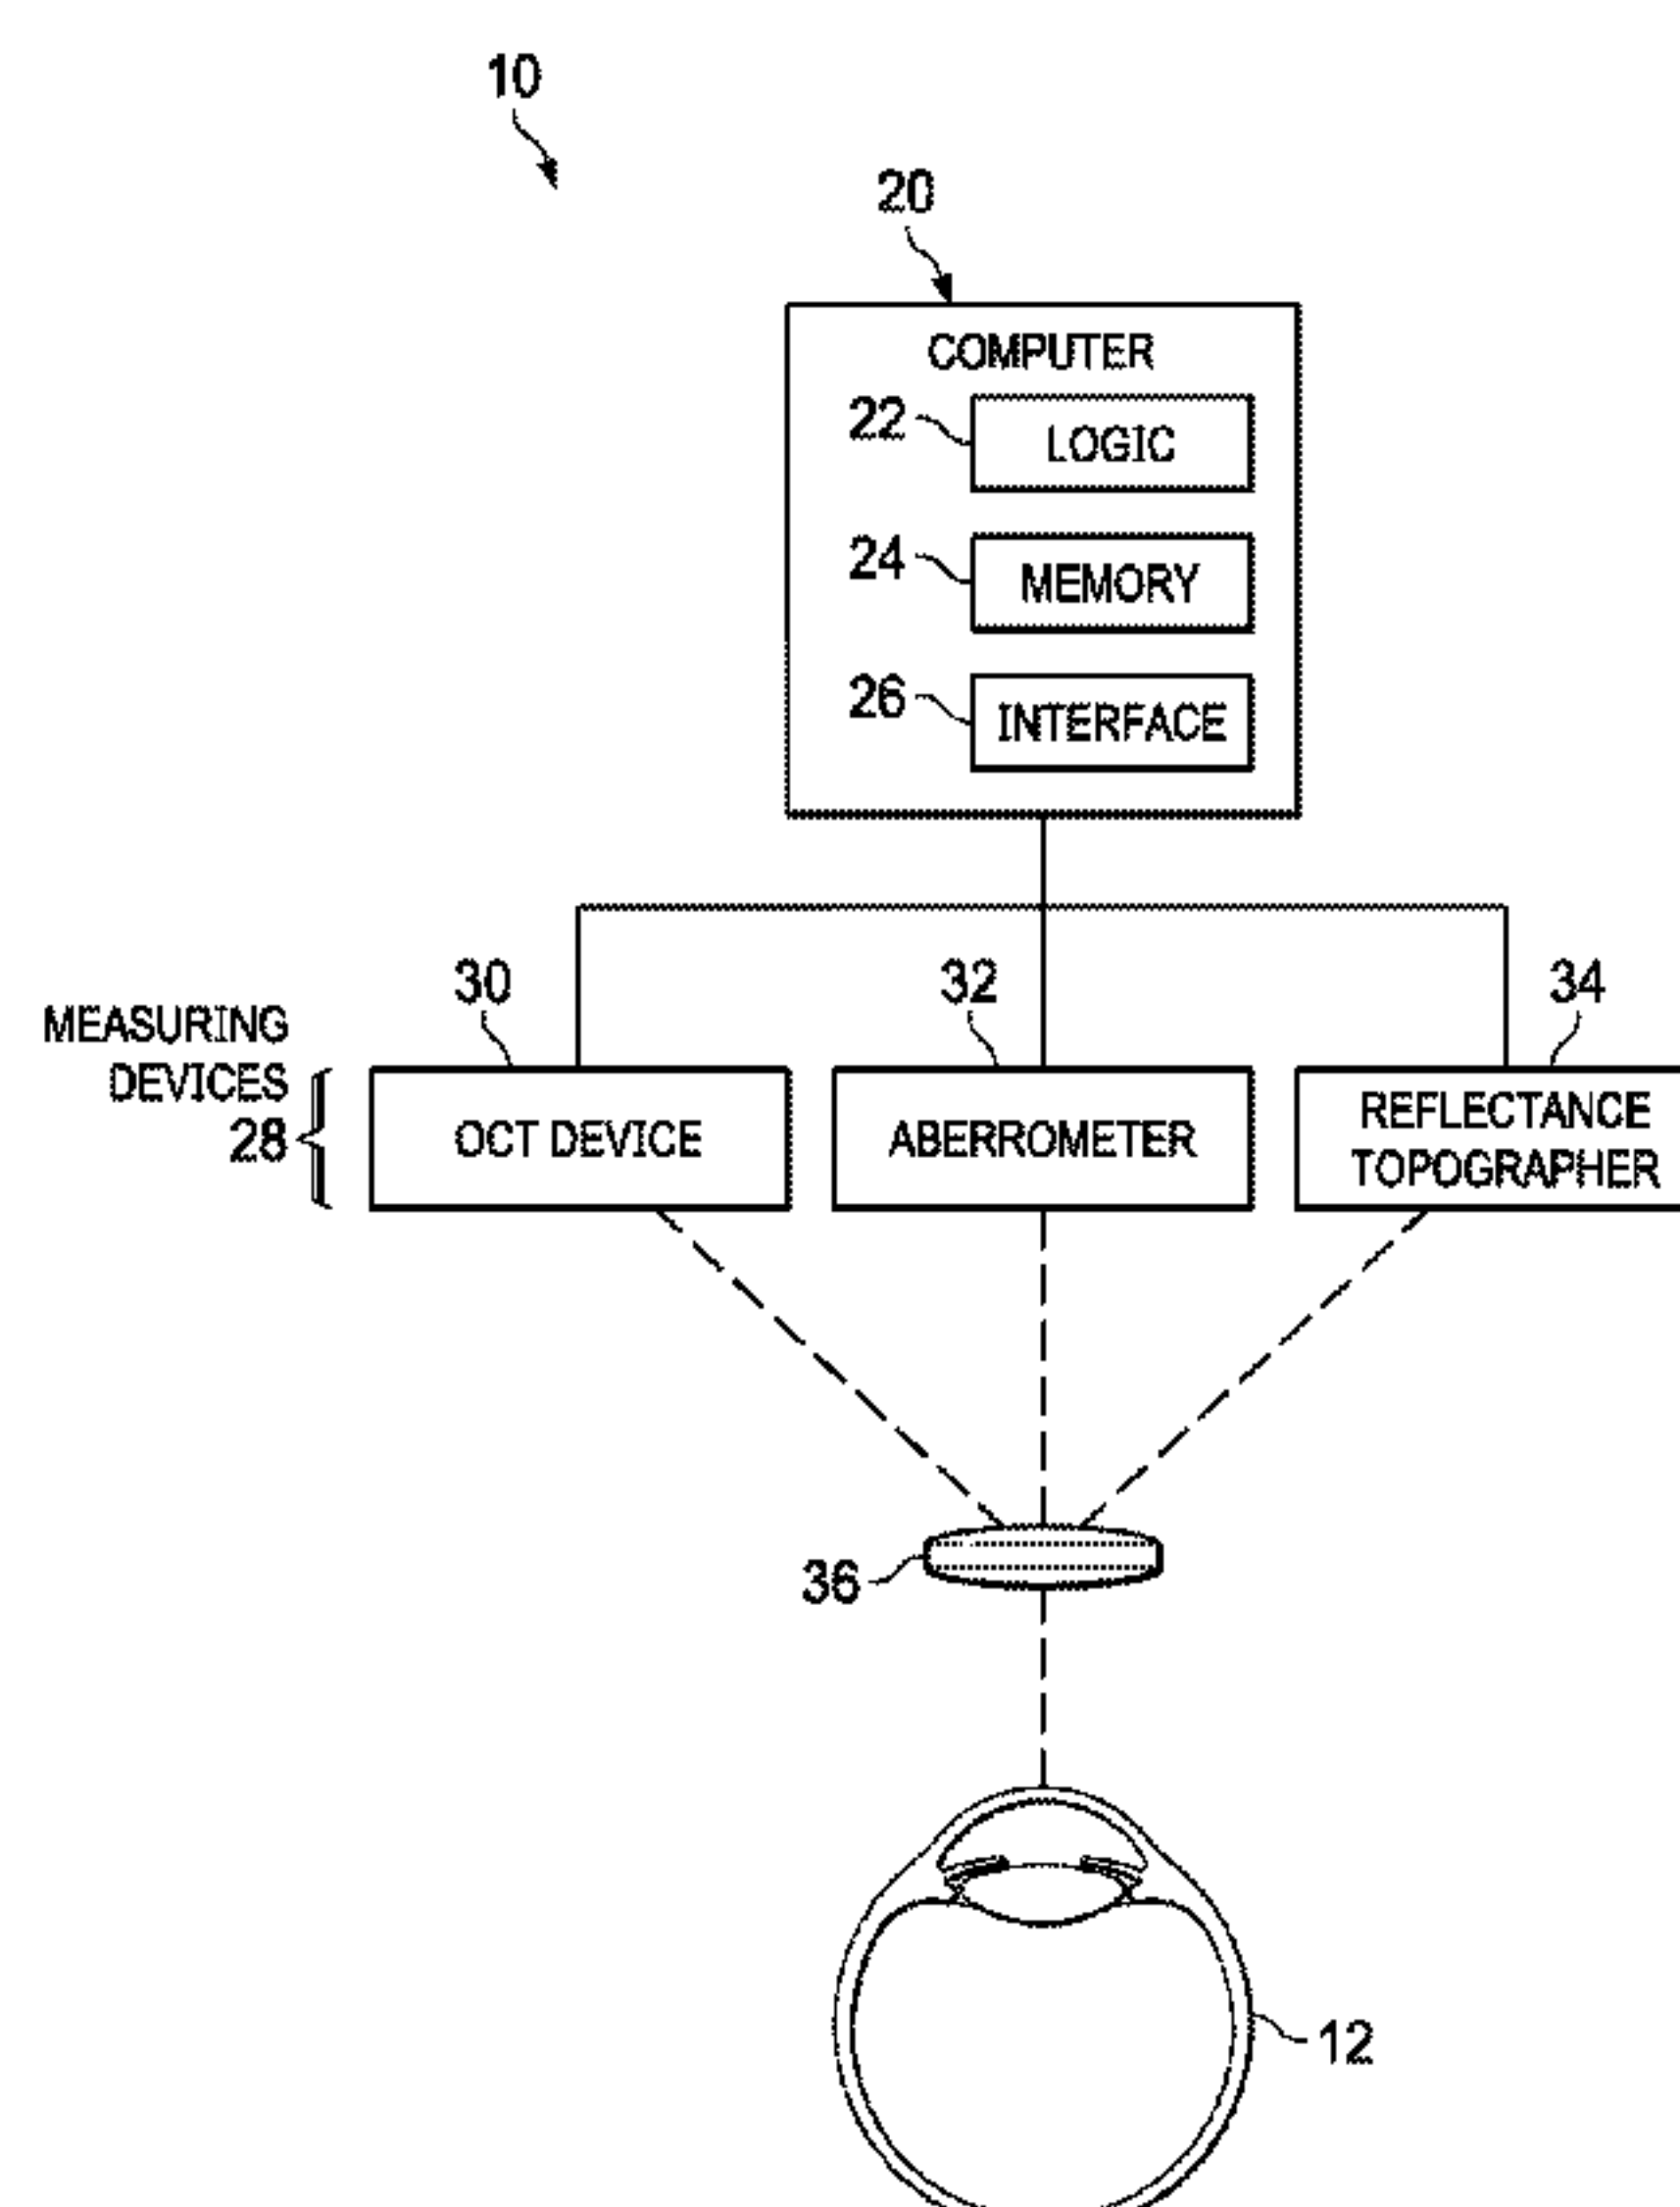 10
20
COMPUTER
22
LOGIC
24
MEMORY
26
INTERFACE
30
32
34
MEASURING
DEVICES
28
OCT DEVICE
ABERROMETER
REFLECTANCE
TOPOGRAPHER
36
12